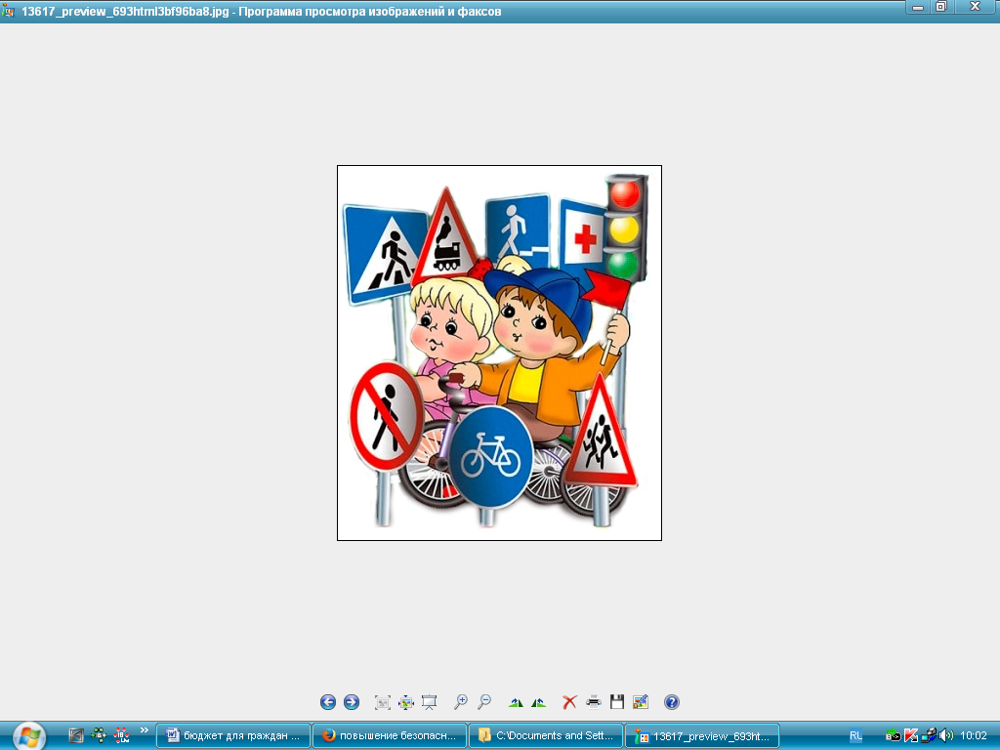 13617_preview_693html3bf96ba8.jpg - Программа просмотра изображений и факсов
бюджет для граждан ...
повышение безопасн...
C:\Documents and Sett...
13617_preview_693ht...
RL
10:02